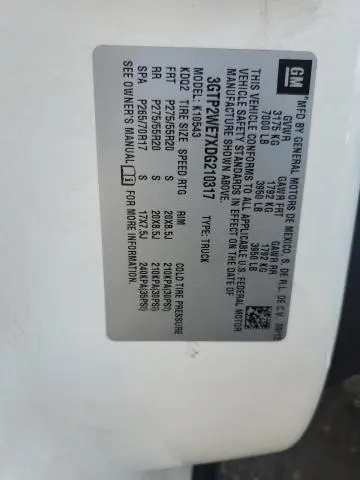 GM
MFD BY GENERAL MOTORS DE MEXICO, S. DE R.L. DE C.V. 09/12
GVWR GAWR FRT GAWR RR
3175 KG 1792 KG 1792 KG
7000 LB 3950 LB 3950 LB
THIS VEHICLE CONFORMS TO ALL APPLICABLE U.S. FEDERAL MOTOR
VEHICLE SAFETY STANDARDS IN EFFECT ON THE DATE OF
MANUFACTURE SHOWN ABOVE.
3GTP2WE7XDG210317 TYPE: TRUCK
MODEL: K10543
KDQ2 TIRE SIZE SPEED RTG RIM COLD TIRE PRESSURE
FRT P275/55R20 S 20X8.5J 210KPA(30PSI)
RR P275/55R20 S 20X8.5J 210KPA(30PSI)
SPA P265/70R17 S 17X7.5J 240KPA(35PSI)
SEE OWNER'S MANUAL i FOR MORE INFORMATION.